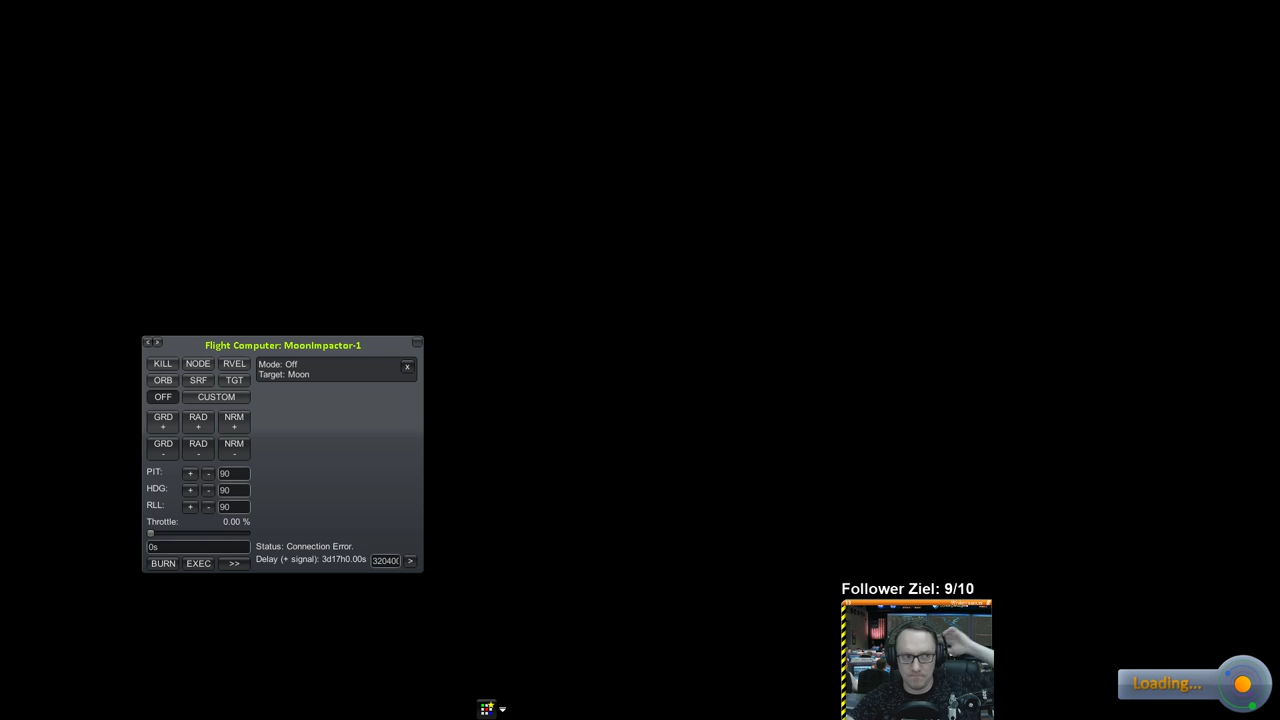 Flight Computer: MoonImpactor-1
KILL NODE RVEL
ORB SRF TGT
OFF CUSTOM
Mode: Off
Target: Moon
x
GRD + RAD + NRM +
GRD - RAD - NRM -
PIT: + - 90
HDG: + - 90
RLL: + - 90
Throttle: 0.00 %
0s
BURN EXEC >>
Status: Connection Error.
Delay (+ signal): 3d17h0.00s 320400 >
Follower Ziel: 9/10
Loading...